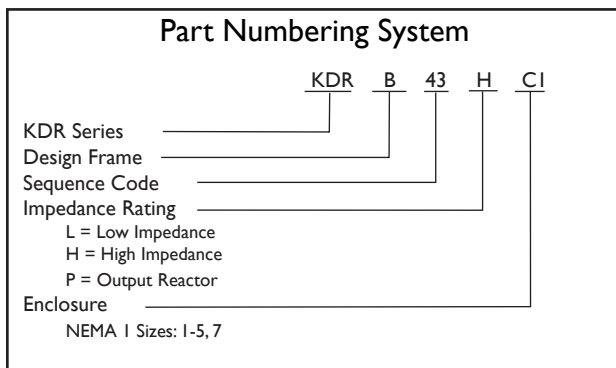 Part Numbering System
KDR B 43 H C1
KDR Series
Design Frame
Sequence Code
Impedance Rating
L = Low Impedance
H = High Impedance
P = Output Reactor
Enclosure
NEMA 1 Sizes: 1-5, 7